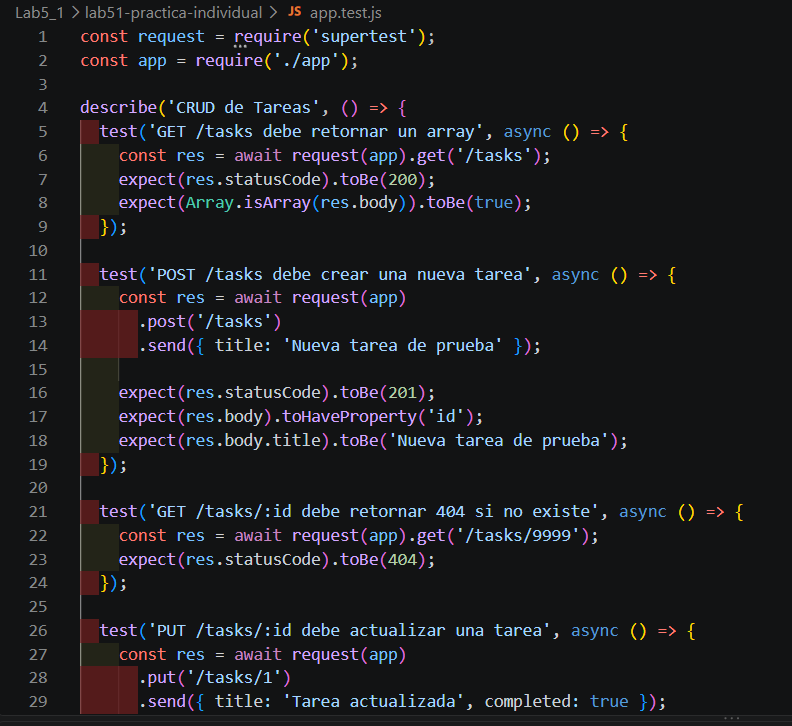 Lab5_1 > lab51-practica-individual > JS app.test.js
1 const request = require('supertest');
2 const app = require('./app');
3
4 describe('CRUD de Tareas', () => {
5   test('GET /tasks debe retornar un array', async () => {
6     const res = await request(app).get('/tasks');
7     expect(res.statusCode).toBe(200);
8     expect(Array.isArray(res.body)).toBe(true);
9   });
10
11   test('POST /tasks debe crear una nueva tarea', async () => {
12     const res = await request(app)
13       .post('/tasks')
14       .send({ title: 'Nueva tarea de prueba' });
15
16     expect(res.statusCode).toBe(201);
17     expect(res.body).toHaveProperty('id');
18     expect(res.body.title).toBe('Nueva tarea de prueba');
19   });
20
21   test('GET /tasks/:id debe retornar 404 si no existe', async () => {
22     const res = await request(app).get('/tasks/9999');
23     expect(res.statusCode).toBe(404);
24   });
25
26   test('PUT /tasks/:id debe actualizar una tarea', async () => {
27     const res = await request(app)
28       .put('/tasks/1')
29       .send({ title: 'Tarea actualizada', completed: true });